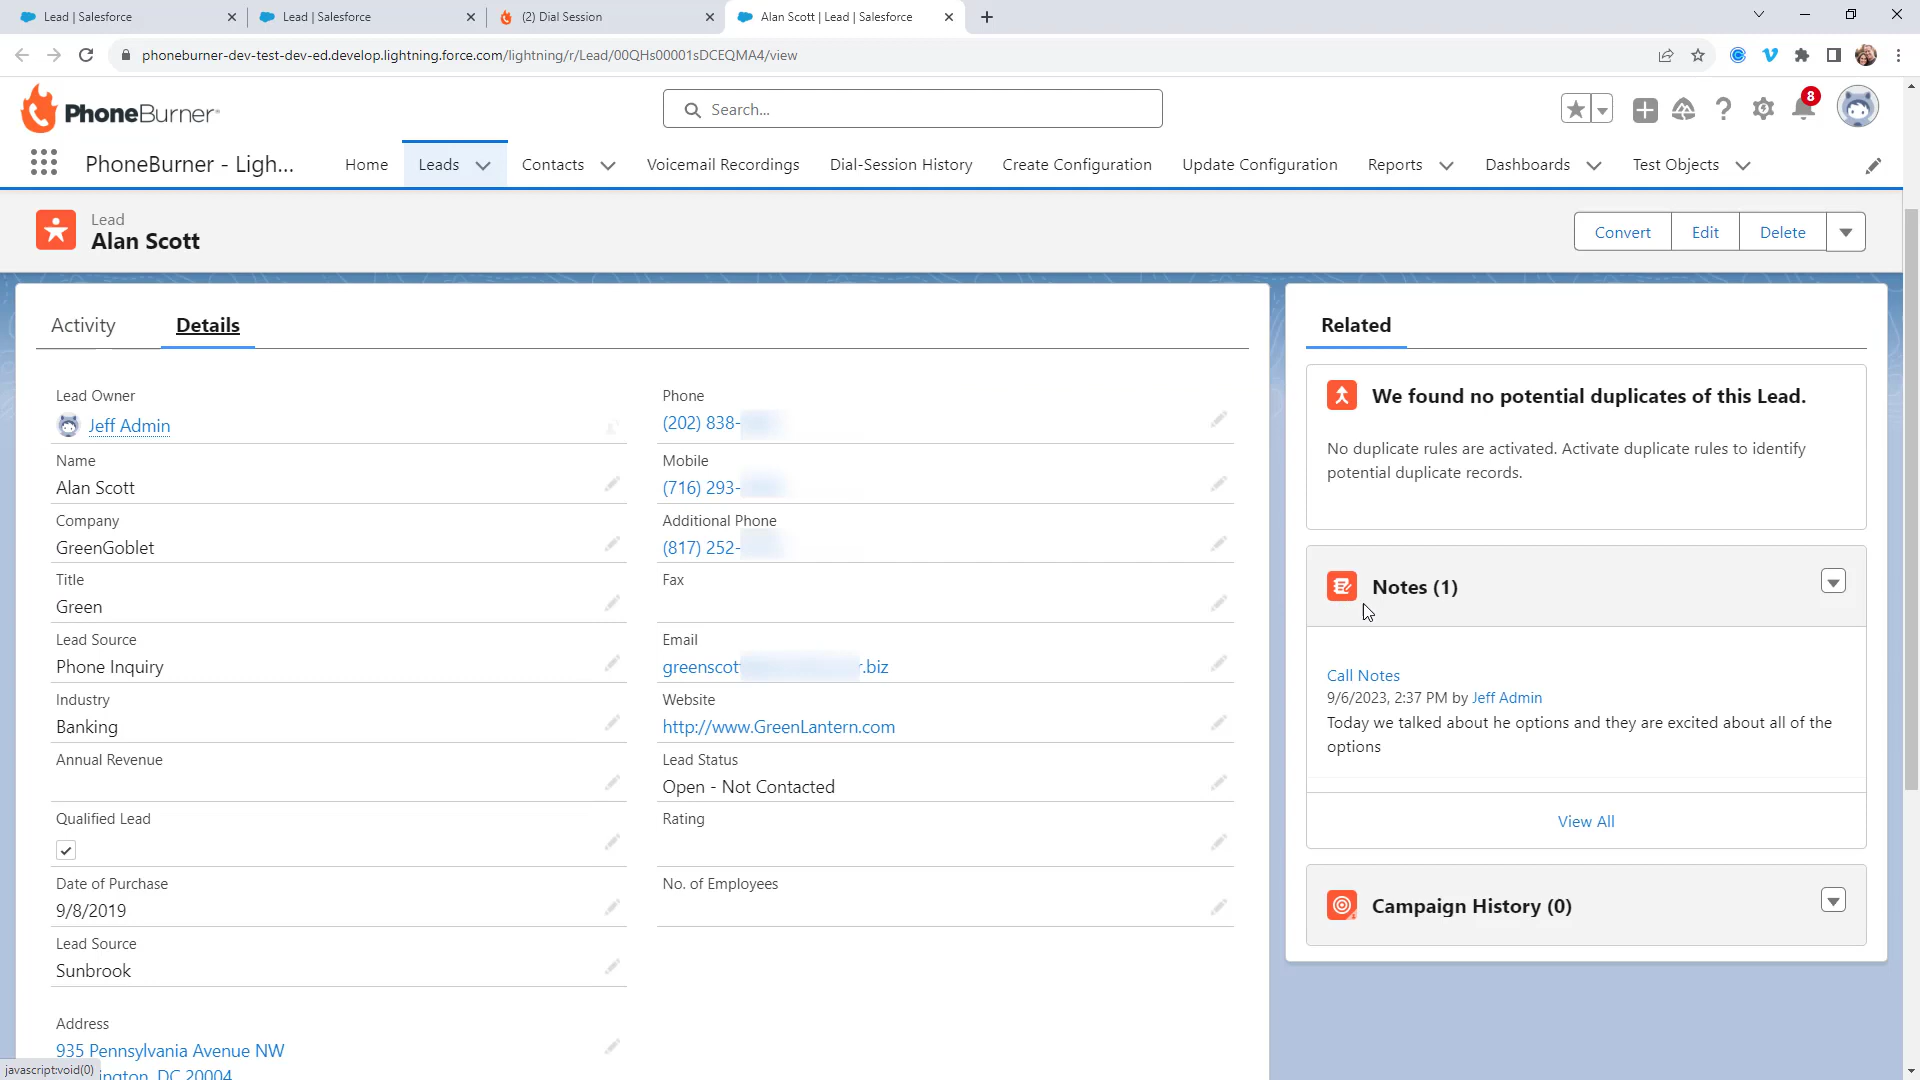 Lead | Salesforce
Lead | Salesforce
(2) Dial Session
Alan Scott | Lead | Salesforce
phoneburner-dev-test-dev-ed.develop.lightning.force.com/lightning/r/Lead/00QHs00001sDCEQMA4/view
PhoneBurner
Search...
8
PhoneBurner - Ligh...
Home
Leads
Contacts
Voicemail Recordings
Dial-Session History
Create Configuration
Update Configuration
Reports
Dashboards
Test Objects
Lead
Alan Scott
Convert
Edit
Delete
Activity
Details
Lead Owner
Jeff Admin
Name
Alan Scott
Company
GreenGoblet
Title
Green
Lead Source
Phone Inquiry
Industry
Banking
Annual Revenue
Qualified Lead
Date of Purchase
9/8/2019
Lead Source
Sunbrook
Address
935 Pennsylvania Avenue NW
DC 20004
Phone
(202) 838-
Mobile
(716) 293-
Additional Phone
(817) 252-
Fax
Email
greenscot
r.biz
Website
http://www.GreenLantern.com
Lead Status
Open - Not Contacted
Rating
No. of Employees
Related
We found no potential duplicates of this Lead.
No duplicate rules are activated. Activate duplicate rules to identify
potential duplicate records.
Notes (1)
Call Notes
9/6/2023, 2:37 PM by Jeff Admin
Today we talked about he options and they are excited about all of the
options
View All
Campaign History (0)
javascript:void(0)